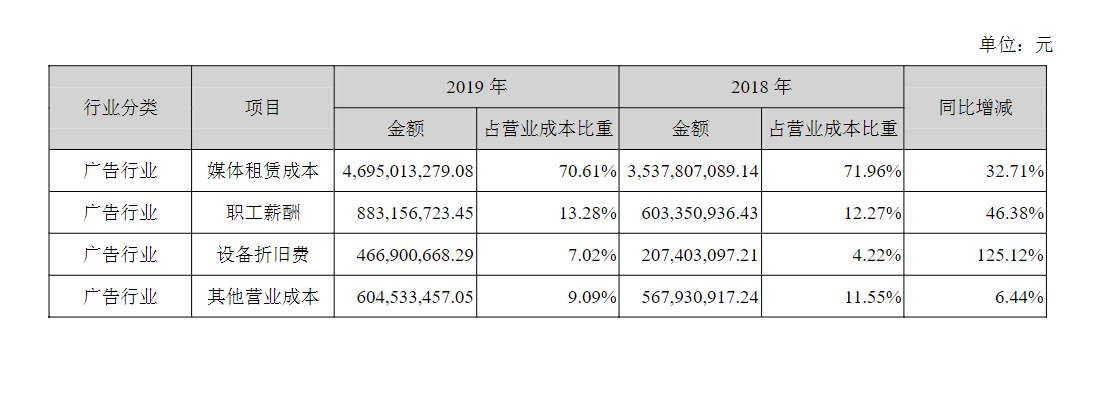 单位：元
行业分类 项目 2019 年 2018 年 同比增减
金额 占营业成本比重 金额 占营业成本比重
广告行业 媒体租赁成本 4,695,013,279.08 70.61% 3,537,807,089.14 71.96% 32.71%
广告行业 职工薪酬 883,156,723.45 13.28% 603,350,936.43 12.27% 46.38%
广告行业 设备折旧费 466,900,668.29 7.02% 207,403,097.21 4.22% 125.12%
广告行业 其他营业成本 604,533,457.05 9.09% 567,930,917.24 11.55% 6.44%